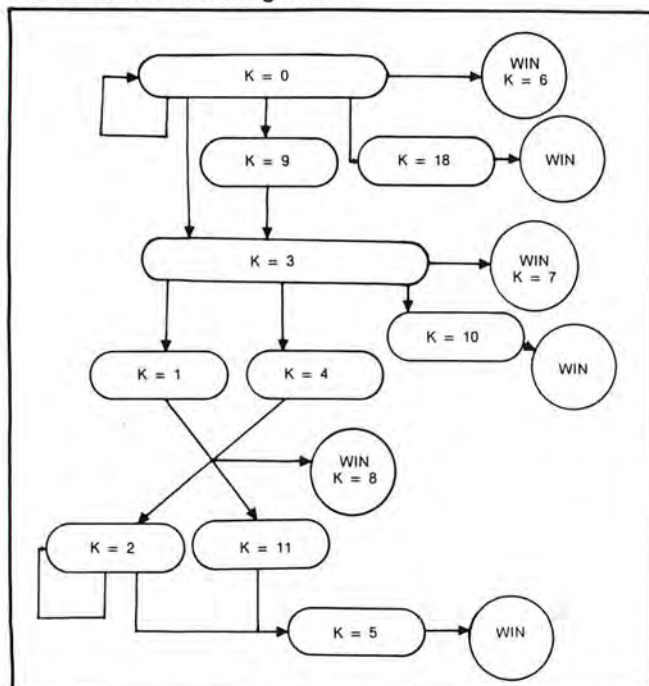 K = 0
WIN
K = 6
K = 9
K = 18
WIN
K = 3
WIN
K = 7
K = 10
WIN
K = 1
K = 4
WIN
K = 8
K = 2
K = 11
K = 5
WIN